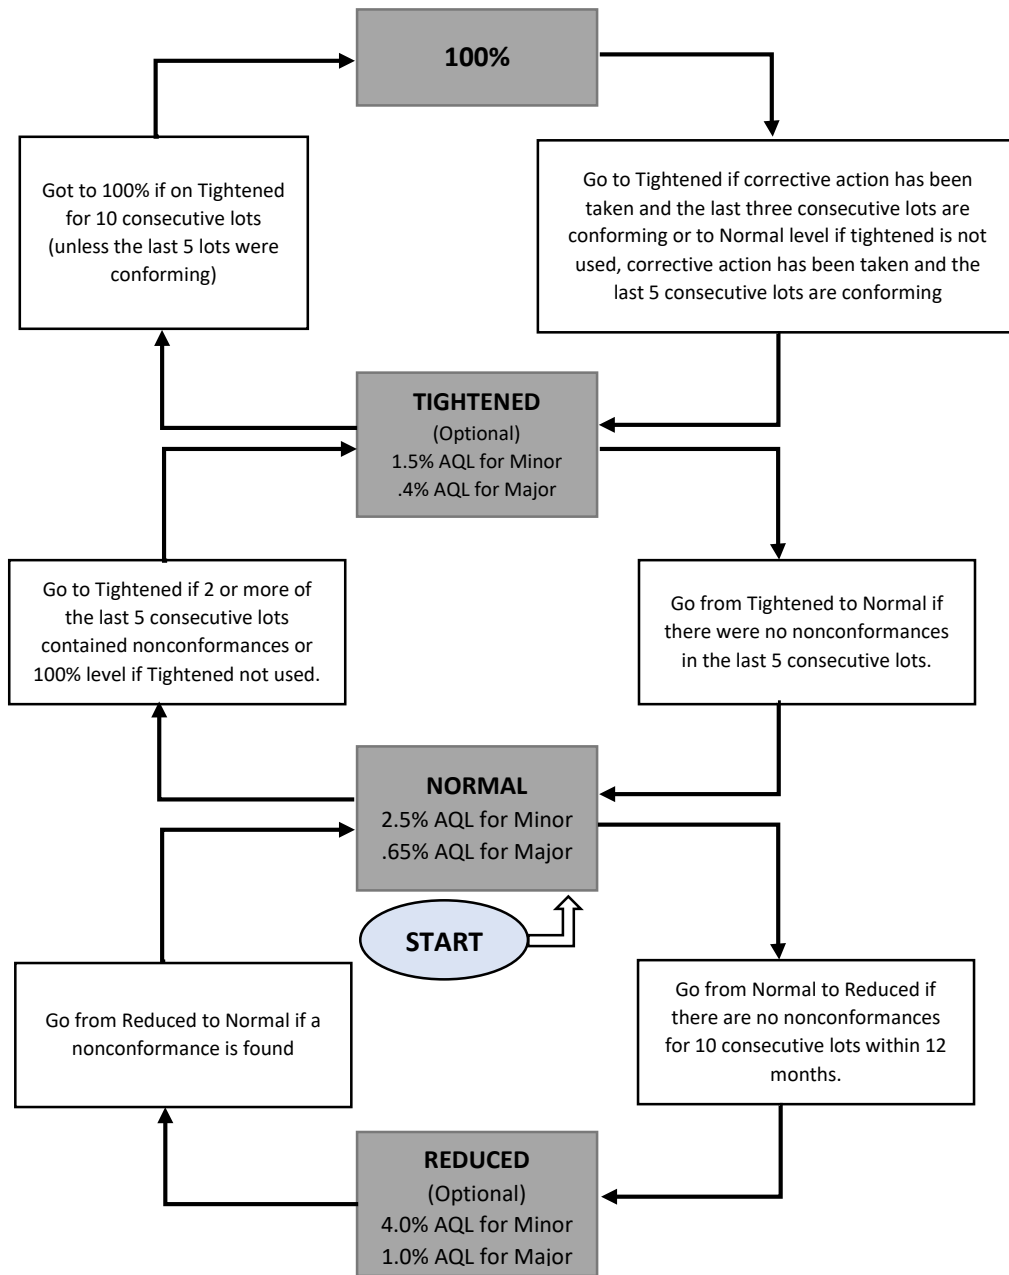 100%
Got to 100% if on Tightened
for 10 consecutive lots
(unless the last 5 lots were
conforming)
Go to Tightened if corrective action has been
taken and the last three consecutive lots are
conforming or to Normal level if tightened is not
used, corrective action has been taken and the
last 5 consecutive lots are conforming
TIGHTENED
(Optional)
1.5% AQL for Minor
.4% AQL for Major
Go to Tightened if 2 or more of
the last 5 consecutive lots
contained nonconformances or
100% level if Tightened not used.
Go from Tightened to Normal if
there were no nonconformances
in the last 5 consecutive lots.
NORMAL
2.5% AQL for Minor
.65% AQL for Major
START
Go from Reduced to Normal if a
nonconformance is found
Go from Normal to Reduced if
there are no nonconformances
for 10 consecutive lots within 12
months.
REDUCED
(Optional)
4.0% AQL for Minor
1.0% AQL for Major